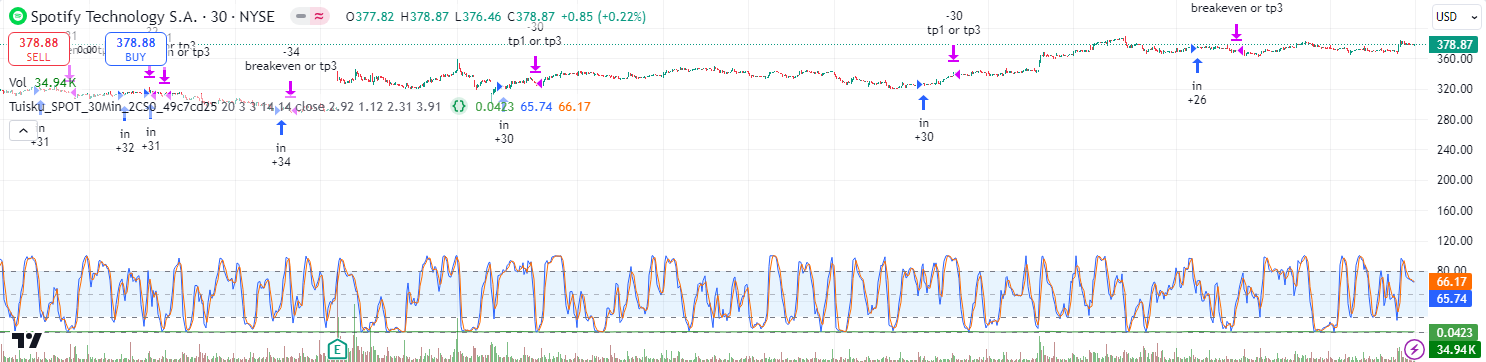 Spotify Technology S.A. · 30 · NYSE O377.82 H378.87 L376.46 C378.87 +0.85 (+0.22%)
378.88
SELL
0.00
378.88
BUY
Vol 34.94K
Tuisku_SPOT_30Min_2CS0_49c7cd25 20 3 3 14 14 close 2.92 1.12 2.31 3.91 {} 0.0423 65.74 66.17
in
+31
in
+32
in
+31
-34
breakeven or tp3
in
+34
-30
tp1 or tp3
in
+30
-30
tp1 or tp3
in
+30
breakeven or tp3
in
+26
USD
378.87
360.00
320.00
280.00
240.00
200.00
160.00
120.00
80.00
66.17
65.74
0.0423
34.94K
E